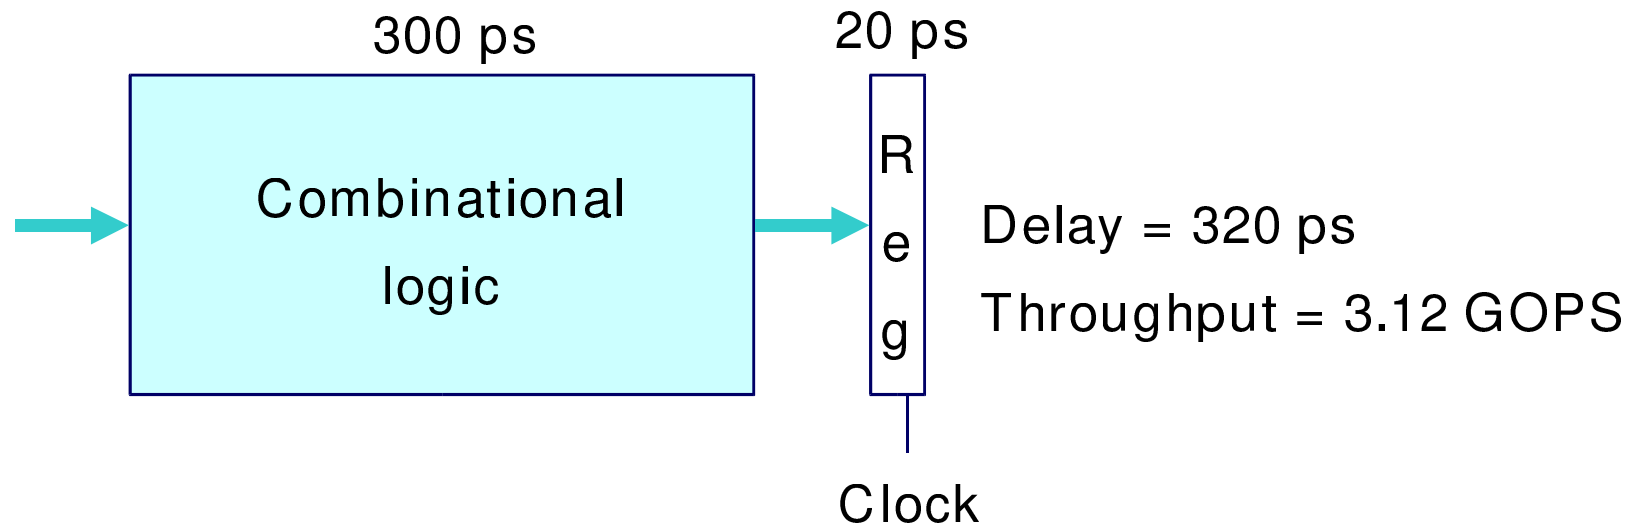 300 ps
20 ps
Combinational
logic
R
e
g
Delay = 320 ps
Throughput = 3.12 GOPS
Clock